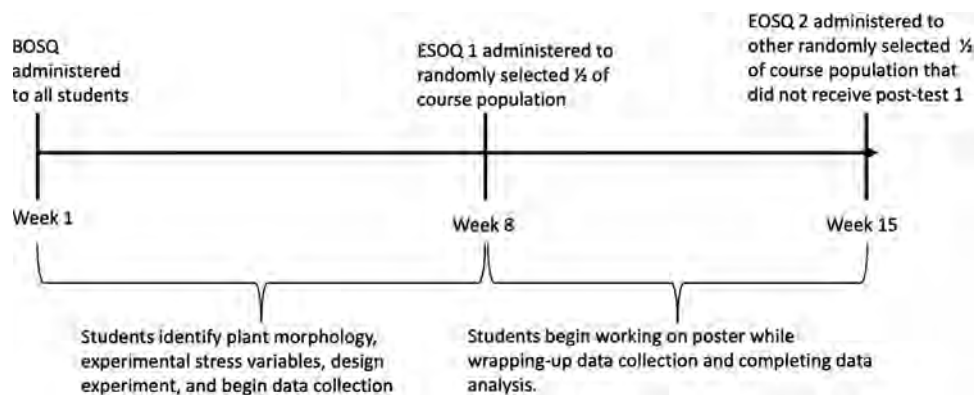 BOSQ
administered
to all students
ESOQ 1 administered to
randomly selected ½ of
course population
EOSQ 2 administered to
other randomly selected ½
of course population that
did not receive post-test 1
Week 1
Week 8
Week 15
Students identify plant morphology,
experimental stress variables, design
experiment, and begin data collection
Students begin working on poster while
wrapping-up data collection and completing data
analysis.